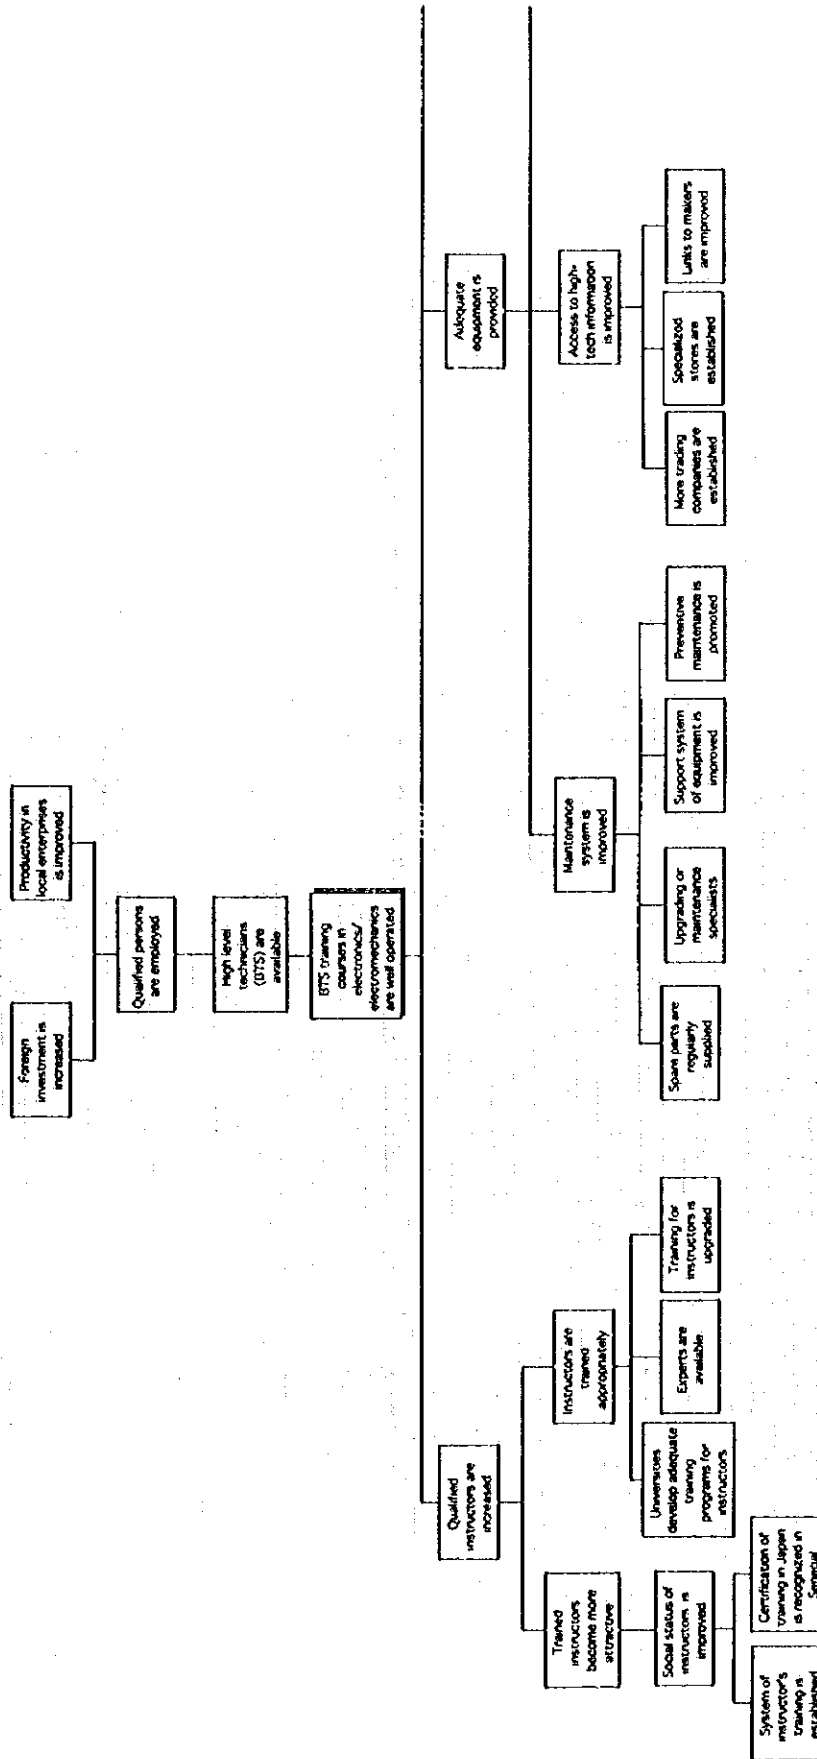 Foreign
investment is
increased
Productivity in
local enterprises
is improved
Qualified persons
are employed
High level
technicians
(BTS) are
available
BTS training
courses in
electronics/
electromechanics
are well operated
Qualified
instructors are
increased
Adequate
equipment is
provided
Trained
instructors
become more
attractive
Instructors are
trained
appropriately
Maintenance
system is
improved
Access to high-
tech information
is improved
Social status of
instructors is
improved
Universities
develop adequate
training
programs for
instructors
Experts are
available
Training for
instructors is
upgraded
Spare parts are
regularly
supplied
Upgrading or
maintenance
specialists
Support system
of equipment is
improved
Preventive
maintenance is
promoted
More trading
companies are
established
Specialized
stores are
established
Links to makers
are improved
System of
instructor's
training is
established
Certification of
training in Japan
is recognized in
Senegal